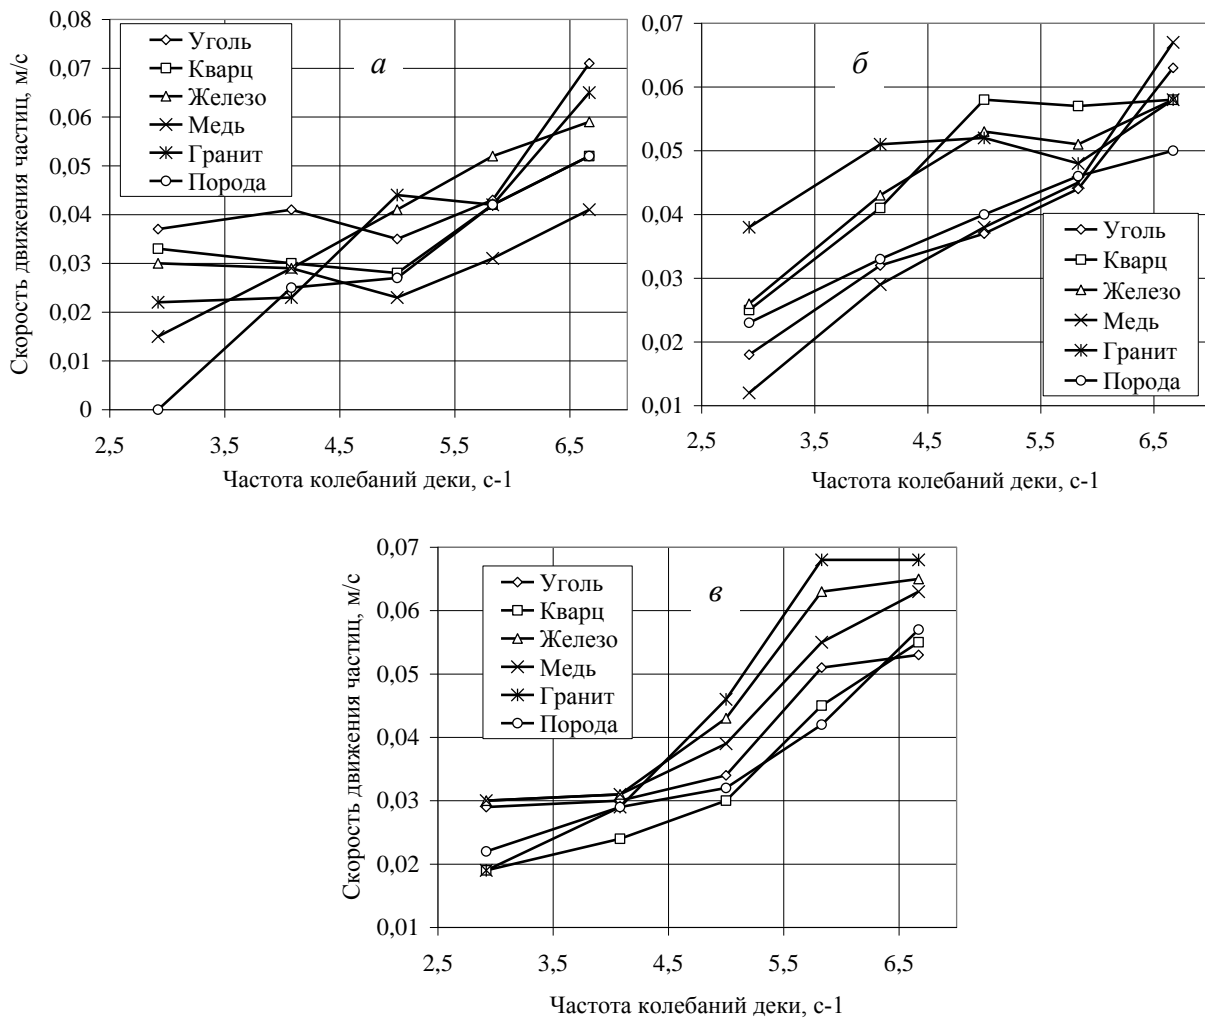 Скорость движения частиц, м/с
0,08
0,07
0,06
0,05
0,04
0,03
0,02
0,01
0
Уголь
Кварц
Железо
Медь
Гранит
Порода
а
2,5 3,5 4,5 5,5 6,5
Частота колебаний деки, с-1
0,07
0,06
0,05
0,04
0,03
0,02
0,01
б
Уголь
Кварц
Железо
Медь
Гранит
Порода
2,5 3,5 4,5 5,5 6,5
Частота колебаний деки, с-1
Скорость движения частиц, м/с
0,07
0,06
0,05
0,04
0,03
0,02
0,01
Уголь
Кварц
Железо
Медь
Гранит
Порода
в
2,5 3,5 4,5 5,5 6,5
Частота колебаний деки, с-1